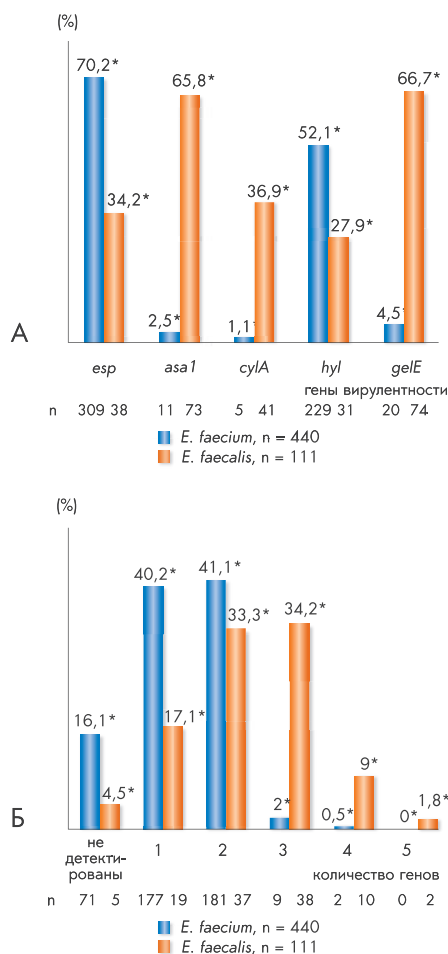 (%)
70,2*
65,8*
66,7*
52,1*
34,2*
36,9*
27,9*
2,5*
1,1*
4,5*
А
esp asa1 cylA hyl gelE
гены вирулентности
n 309 38 11 73 5 41 229 31 20 74
E. faecium, n = 440
E. faecalis, n = 111
(%)
40,2*
41,1*
33,3*
34,2*
16,1*
17,1*
4,5*
2*
0,5*
9*
0*
1,8*
Б
не
детекти-
рованы
1 2 3 4 5
количество генов
n 71 5 177 19 181 37 9 38 2 10 0 2
E. faecium, n = 440
E. faecalis, n = 111